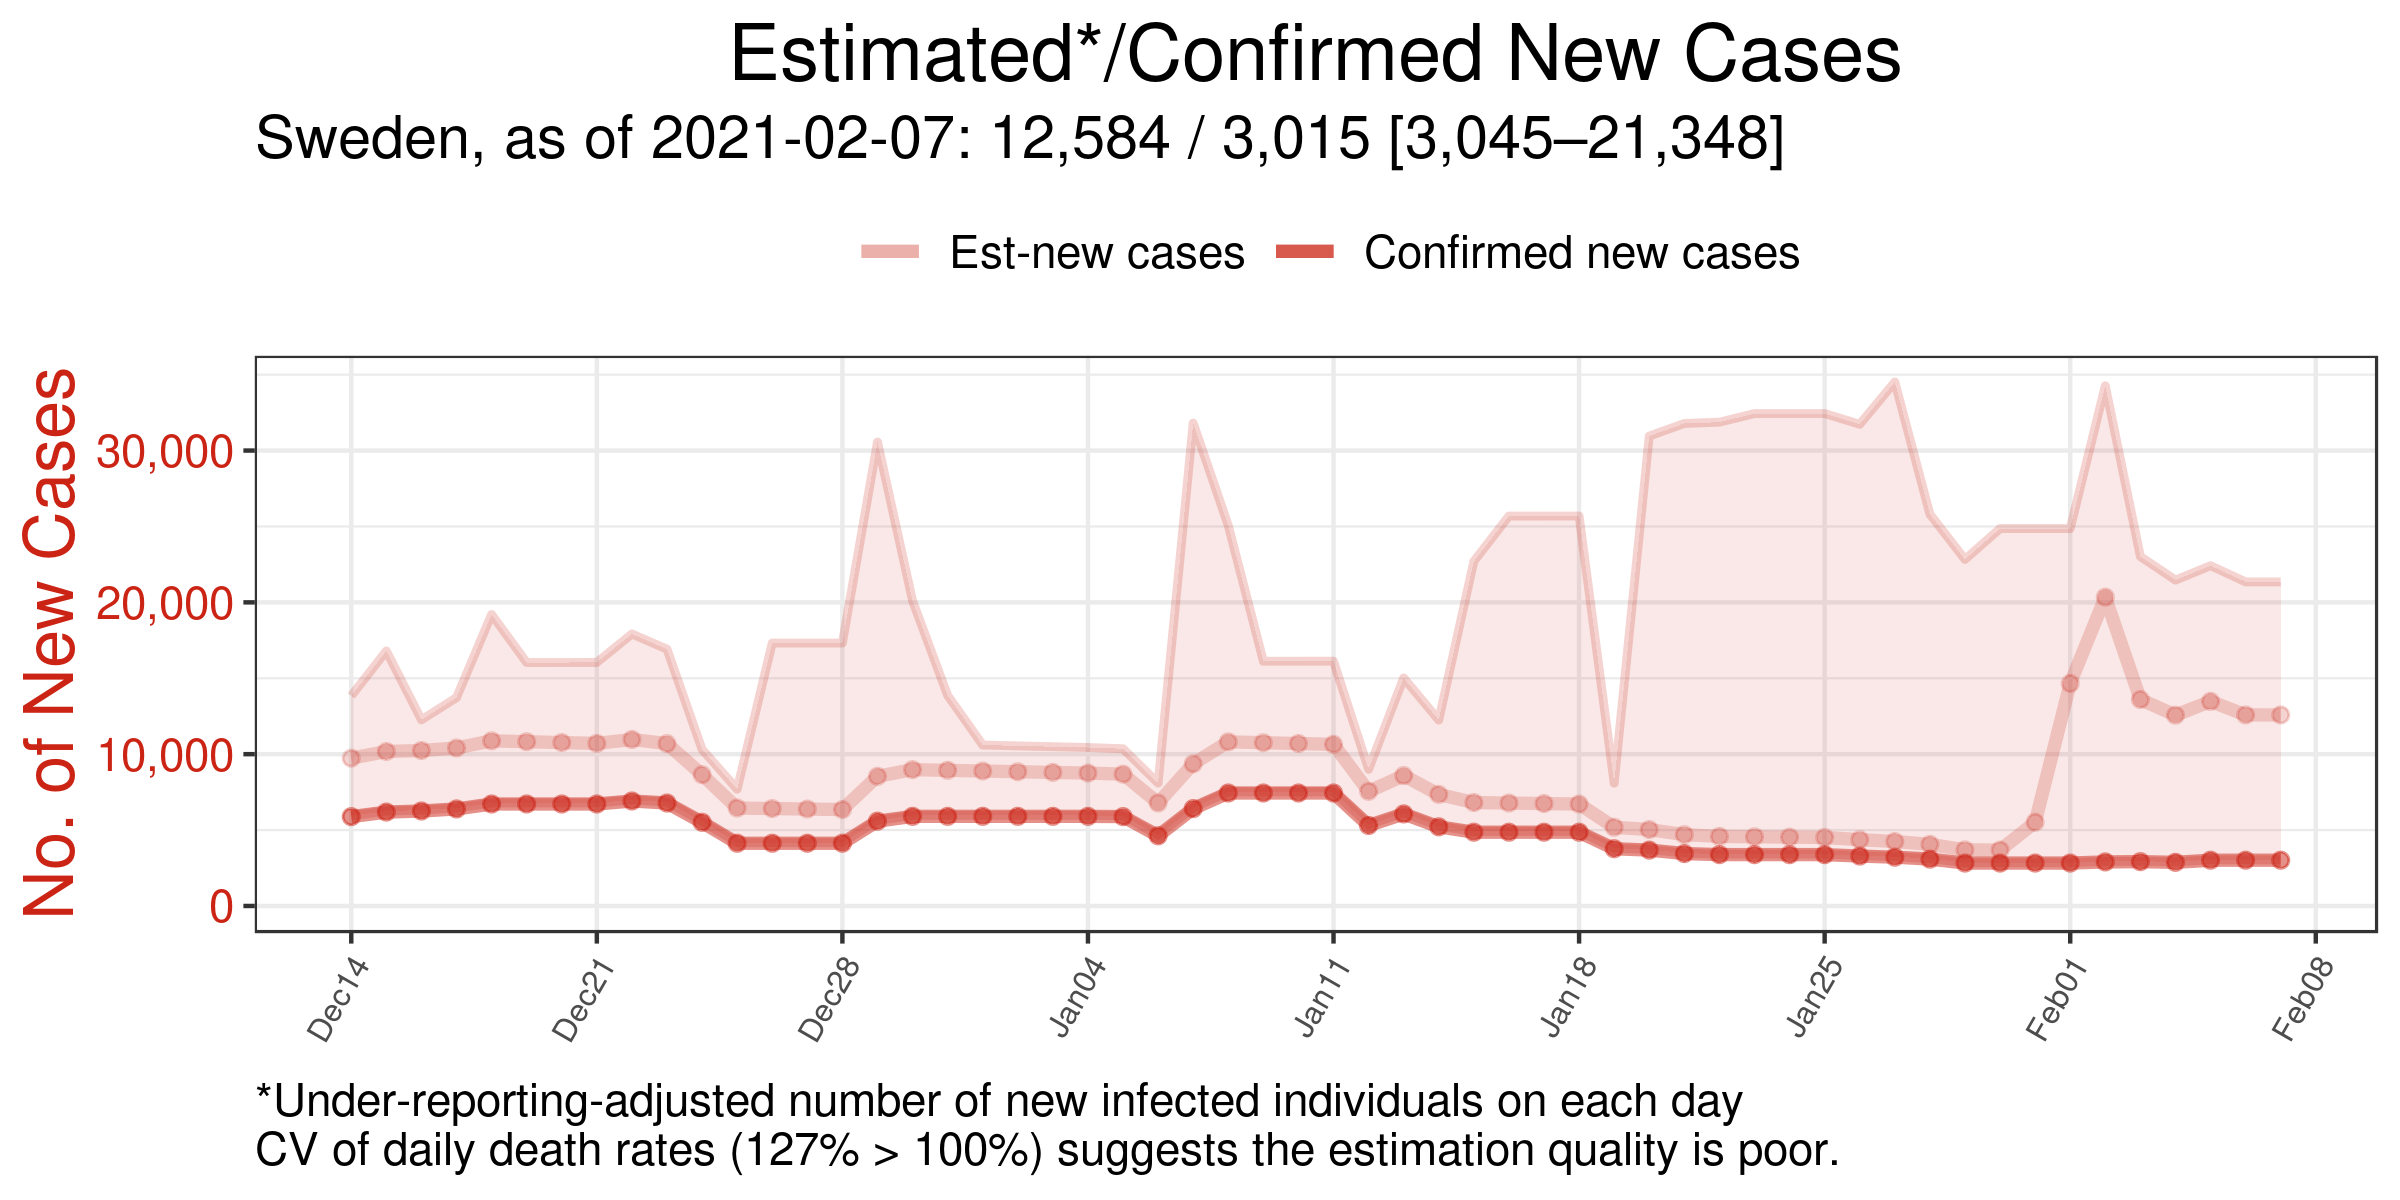 Estimated*/Confirmed New Cases
Sweden, as of 2021-02-07: 12,584 / 3,015 [3,045–21,348]
Est-new cases Confirmed new cases
No. of New Cases
30,000
20,000
10,000
0
Dec14 Dec21 Dec28 Jan04 Jan11 Jan18 Jan25 Feb01 Feb08
*Under-reporting-adjusted number of new infected individuals on each day
CV of daily death rates (127% > 100%) suggests the estimation quality is poor.